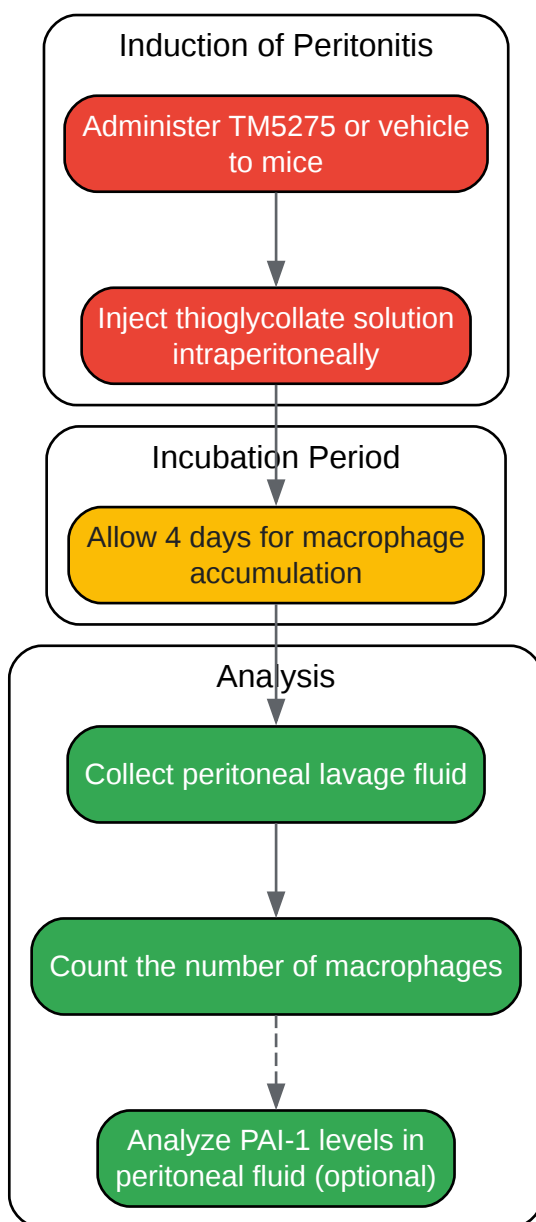 Induction of Peritonitis
Administer TM5275 or vehicle
to mice
Inject thioglycollate solution
intraperitoneally
Incubation Period
Allow 4 days for macrophage
accumulation
Analysis
Collect peritoneal lavage fluid
Count the number of macrophages
Analyze PAI-1 levels in
peritoneal fluid (optional)